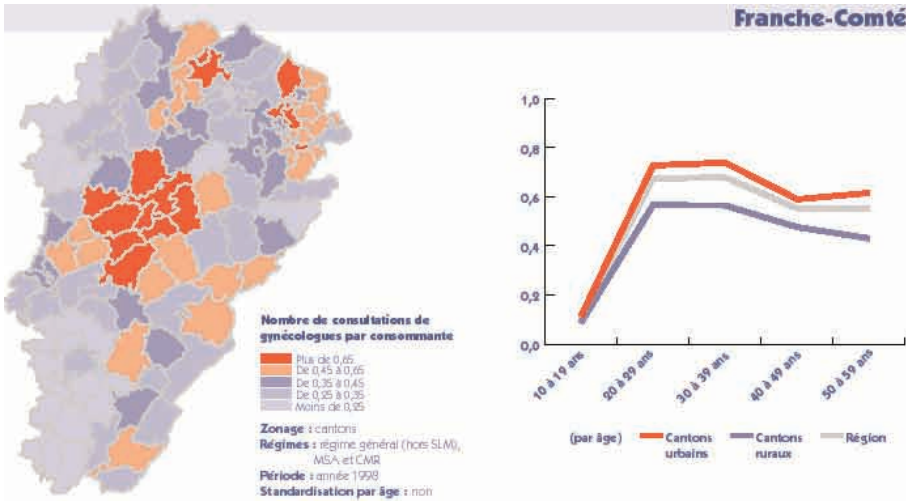 Franche-Comté
Nombre de consultations de
gynécologues par consommante
Plus de 0,65
De 0,45 à 0,65
De 0,35 à 0,45
De 0,25 à 0,35
Moins de 0,25
Zonage : cantons
Régimes : régime général (hors SLM),
MSA et CMR
Période : année 1998
Standardisation par âge : non
1,0
0,8
0,6
0,4
0,2
0,0
10 à 19 ans
20 à 29 ans
30 à 39 ans
40 à 49 ans
50 à 59 ans
(par âge)
Cantons
urbains
Cantons
ruraux
Région